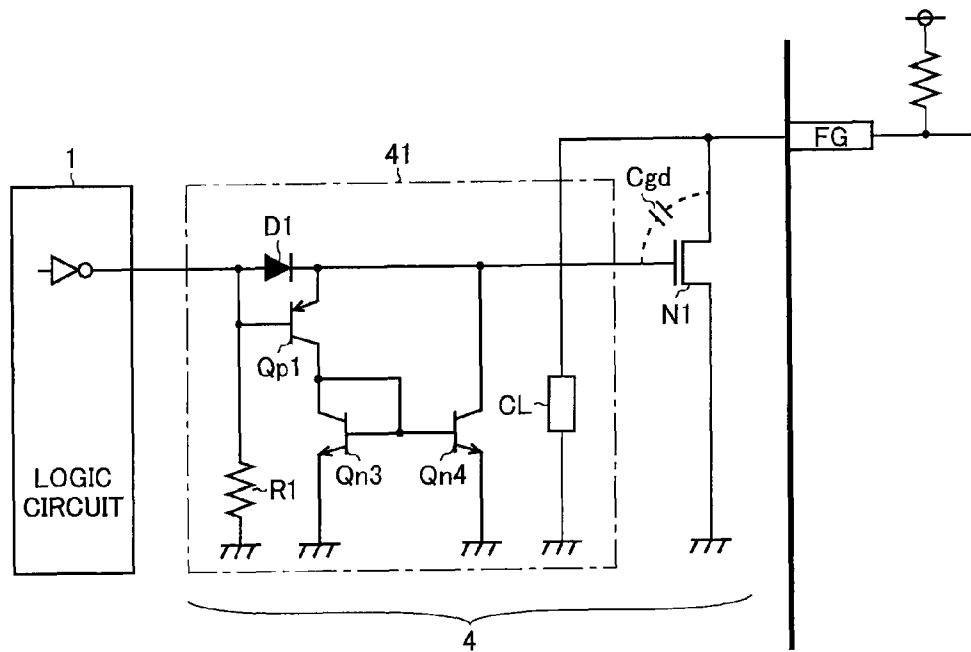 FG
1
41
Cgd
D1
N1
Qp1
CL
Qn3
Qn4
R1
LOGIC
CIRCUIT
4